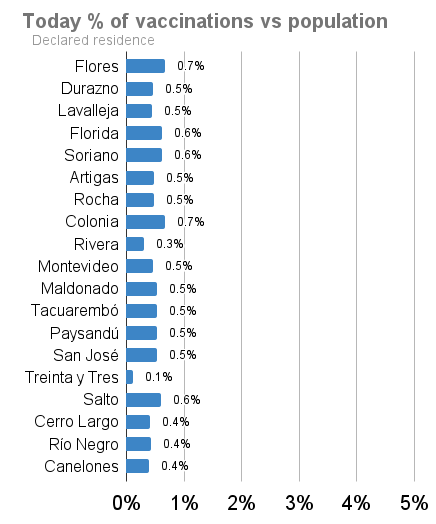 Today % of vaccinations vs population
Declared residence
Flores 0.7%
Durazno 0.5%
Lavalleja 0.5%
Florida 0.6%
Soriano 0.6%
Artigas 0.5%
Rocha 0.5%
Colonia 0.7%
Rivera 0.3%
Montevideo 0.5%
Maldonado 0.5%
Tacuarembó 0.5%
Paysandú 0.5%
San José 0.5%
Treinta y Tres 0.1%
Salto 0.6%
Cerro Largo 0.4%
Río Negro 0.4%
Canelones 0.4%
0% 1% 2% 3% 4% 5%